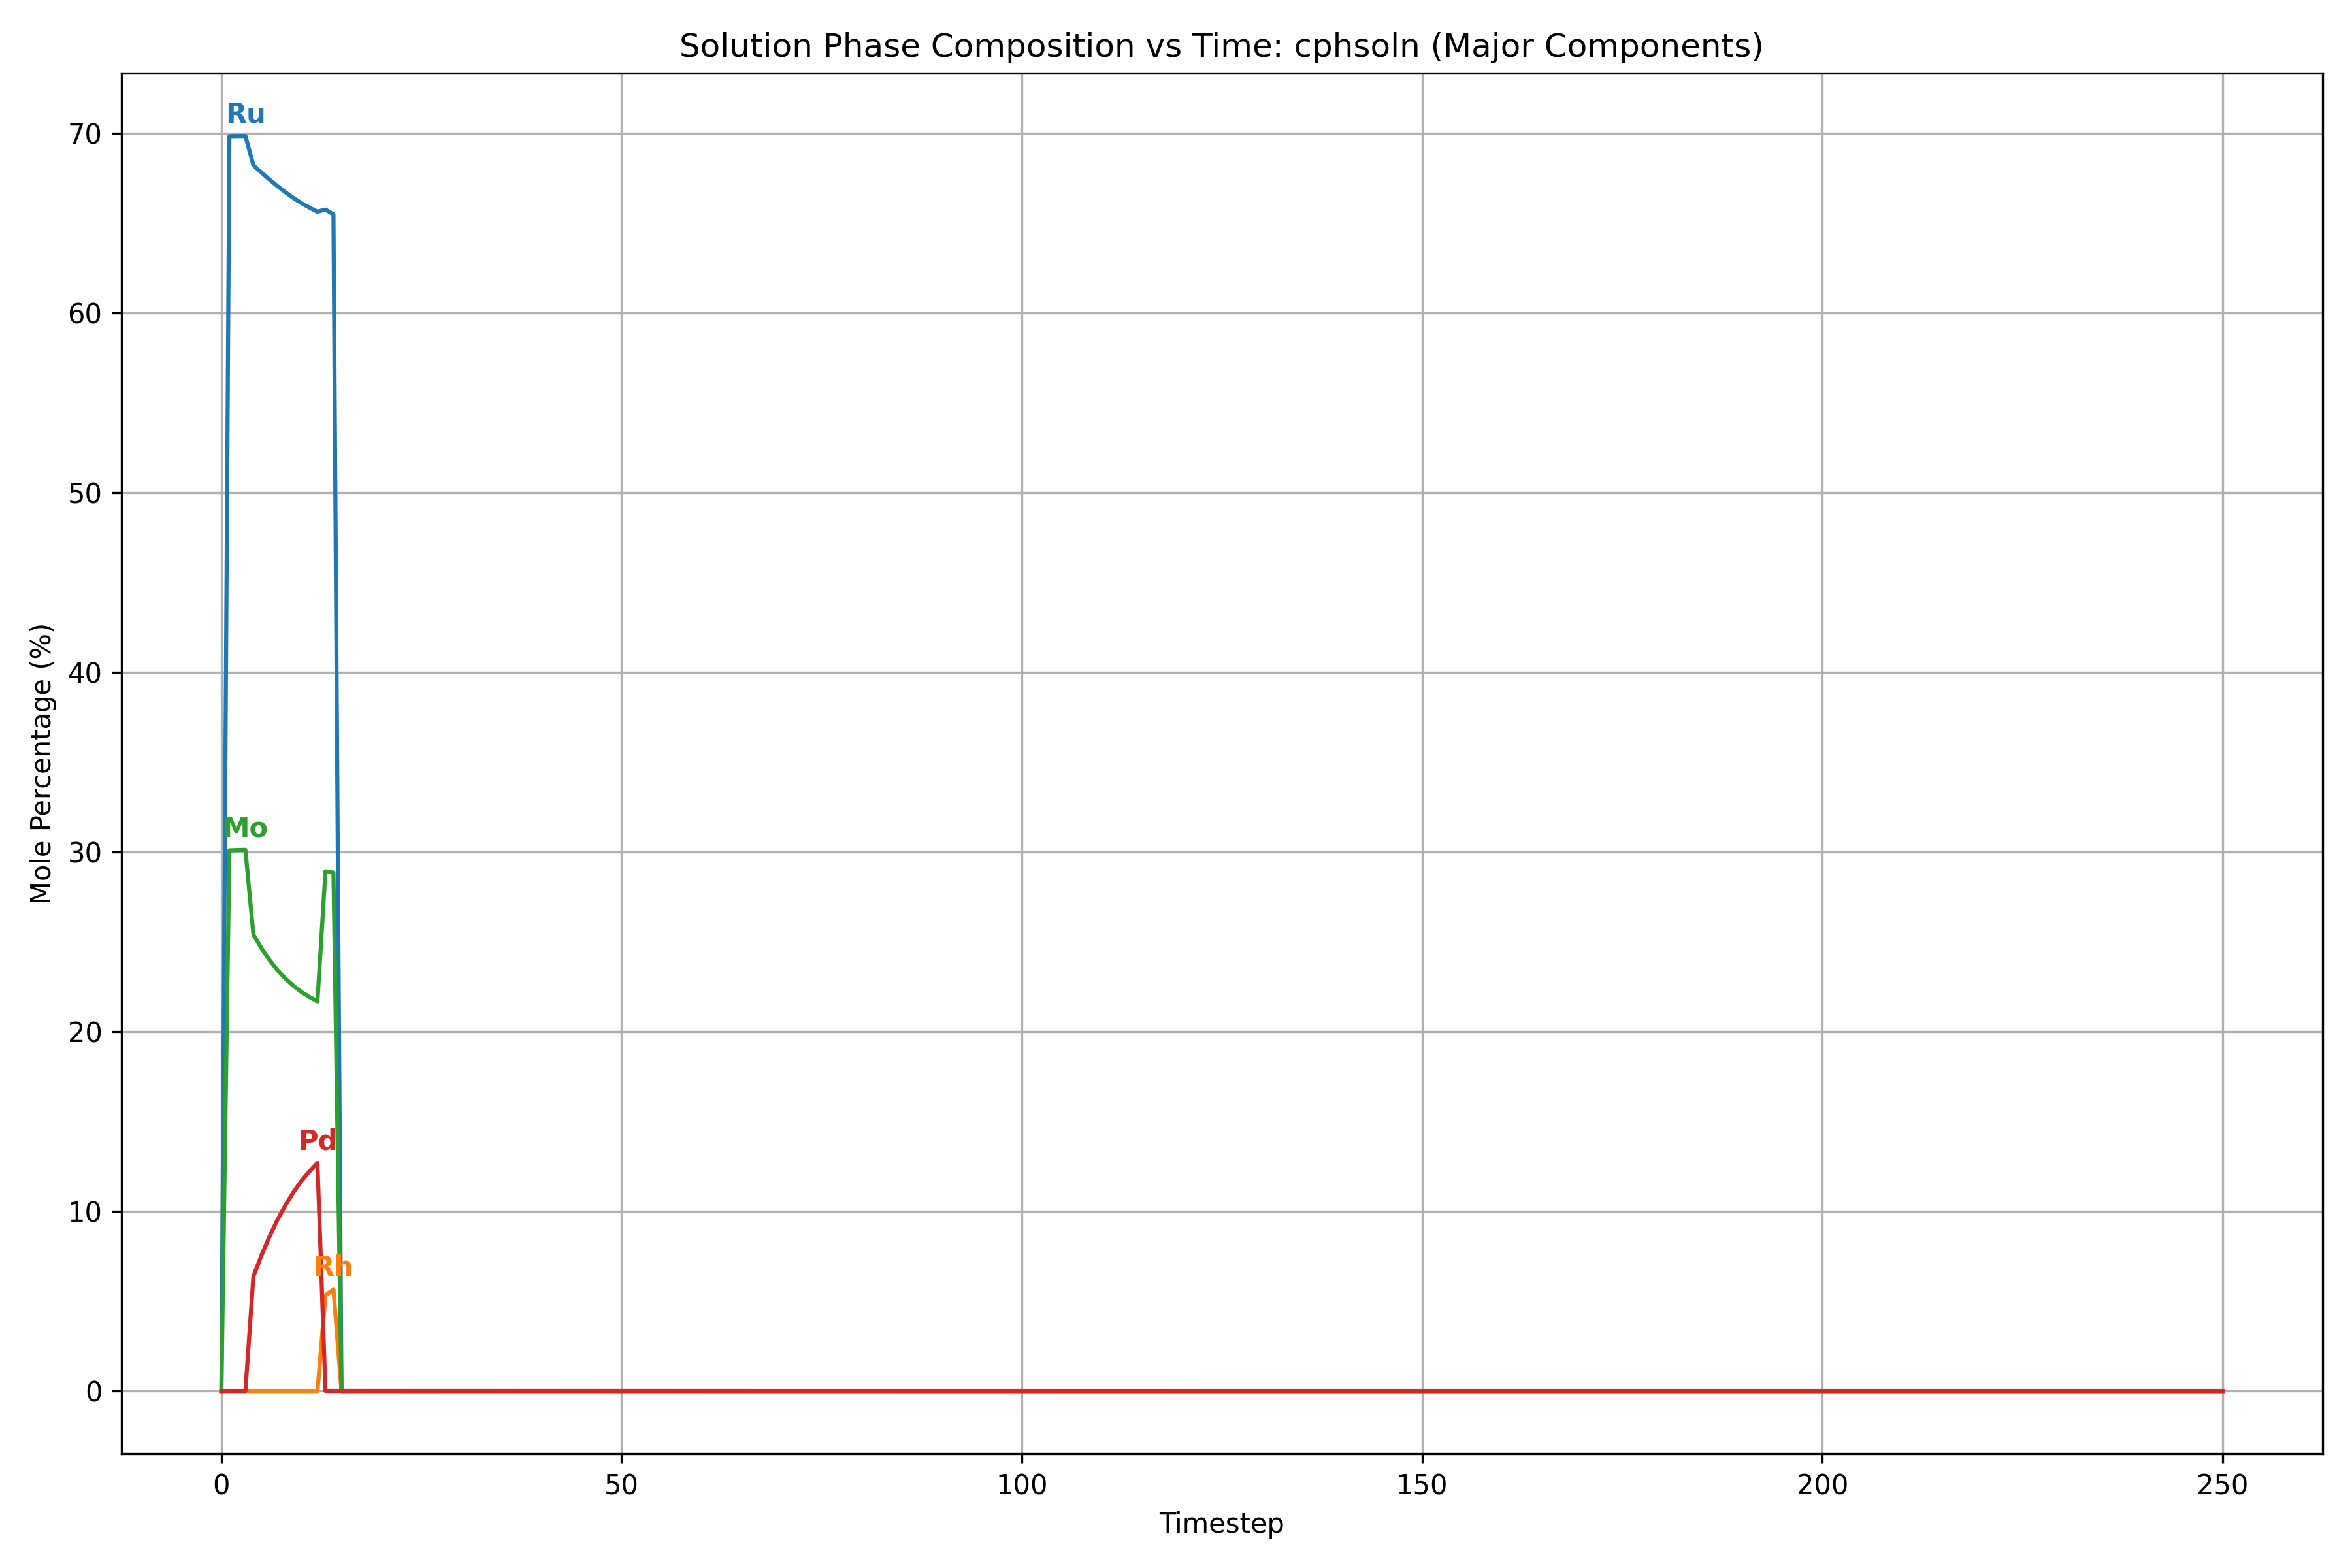 Solution Phase Composition vs Time: cphsoln (Major Components)
Ru
70
60
50
40
Mole Percentage (%)
Mo
30
20
Pd
10
Rh
0
0 50 100 150 200 250
Timestep